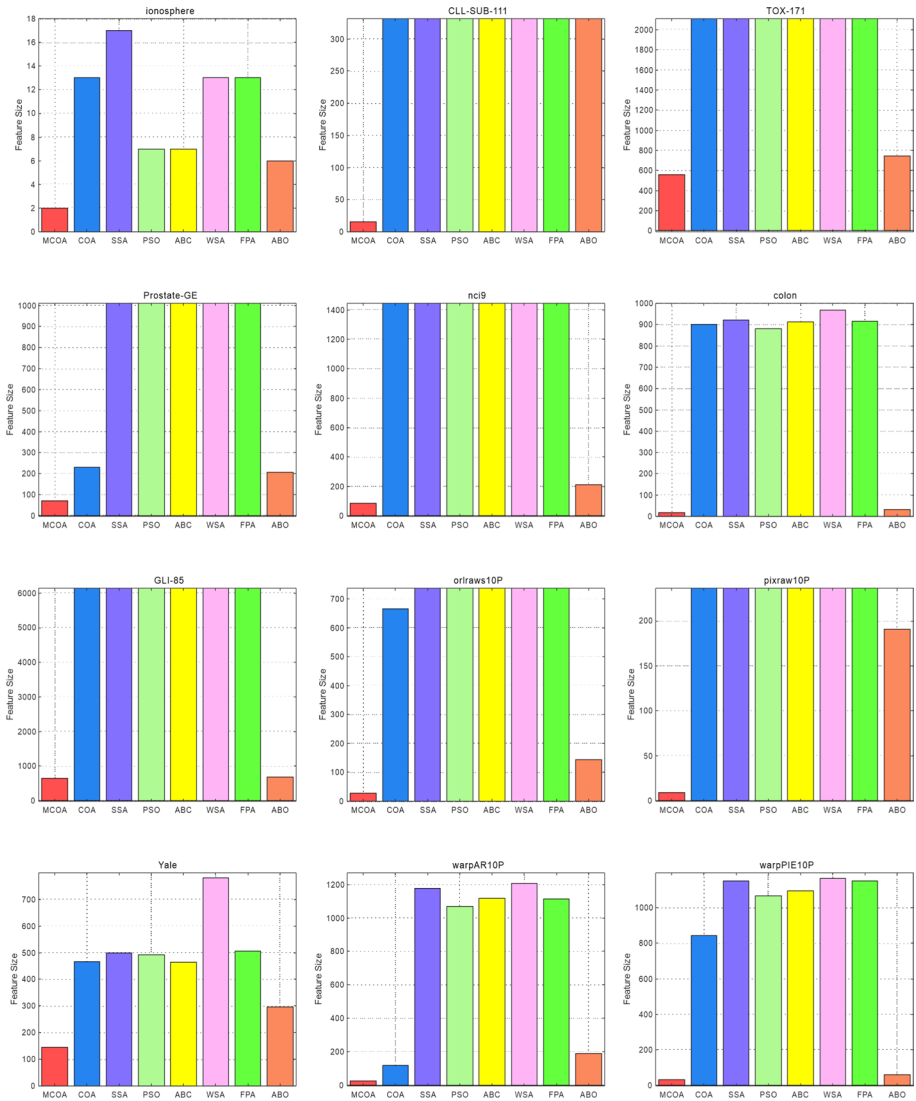 ionosphere
Feature Size
18
16
14
12
10
8
6
4
2
0
MCOA COA SSA PSO ABC WSA FPA ABO
CLL-SUB-111
Feature Size
300
250
200
150
100
50
0
MCOA COA SSA PSO ABC WSA FPA ABO
TOX-171
Feature Size
2000
1800
1600
1400
1200
1000
800
600
400
200
0
MCOA COA SSA PSO ABC WSA FPA ABO
Prostate-GE
Feature Size
1000
900
800
700
600
500
400
300
200
100
0
MCOA COA SSA PSO ABC WSA FPA ABO
nci9
Feature Size
1400
1200
1000
800
600
400
200
0
MCOA COA SSA PSO ABC WSA FPA ABO
colon
Feature Size
1000
900
800
700
600
500
400
300
200
100
0
MCOA COA SSA PSO ABC WSA FPA ABO
GLI-85
Feature Size
6000
5000
4000
3000
2000
1000
0
MCOA COA SSA PSO ABC WSA FPA ABO
orlraws10P
Feature Size
700
600
500
400
300
200
100
0
MCOA COA SSA PSO ABC WSA FPA ABO
pixraw10P
Feature Size
200
150
100
50
0
MCOA COA SSA PSO ABC WSA FPA ABO
Yale
Feature Size
700
600
500
400
300
200
100
0
MCOA COA SSA PSO ABC WSA FPA ABO
warpAR10P
Feature Size
1200
1000
800
600
400
200
0
MCOA COA SSA PSO ABC WSA FPA ABO
warpPIE10P
Feature Size
1000
800
600
400
200
0
MCOA COA SSA PSO ABC WSA FPA ABO